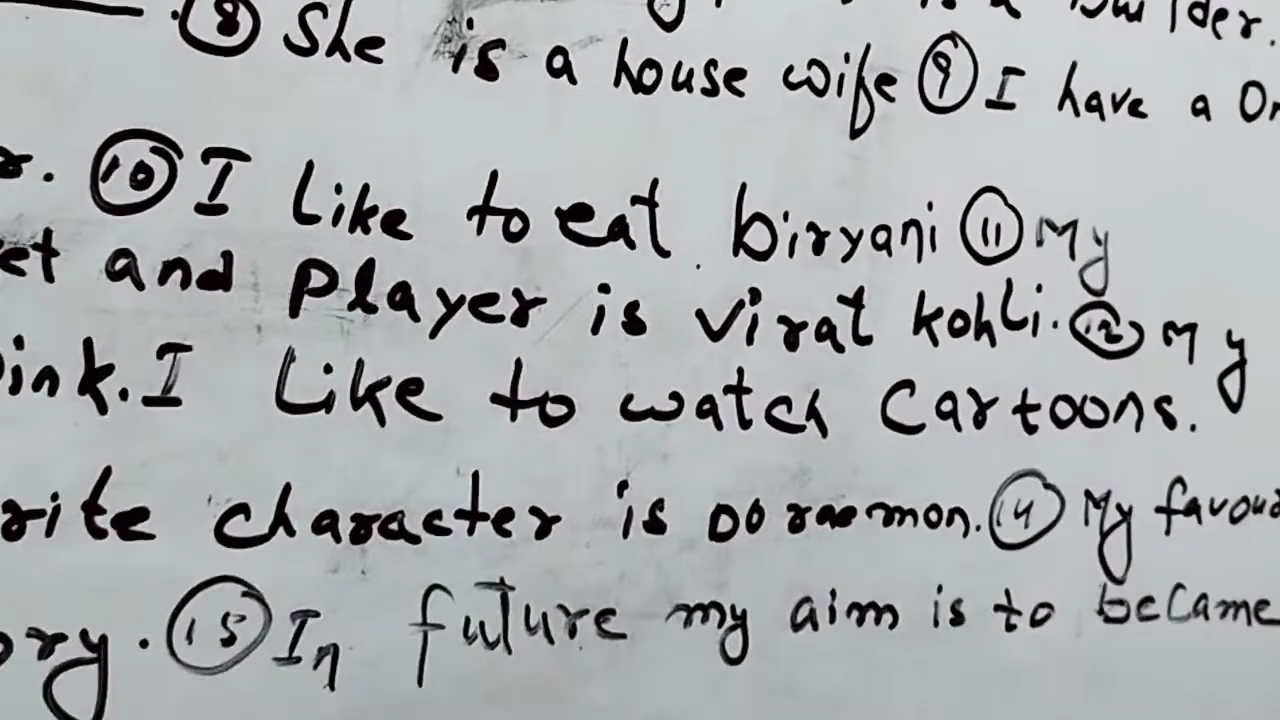 ⑧ She is a house wife ⑨ I have a
⑩ I Like to eat biryani ⑪ My
and Player is virat kohli. ⑫ My
I Like to watch Cartoons.
character is Doraemon. ⑭ My
⑮ In future my aim is to became